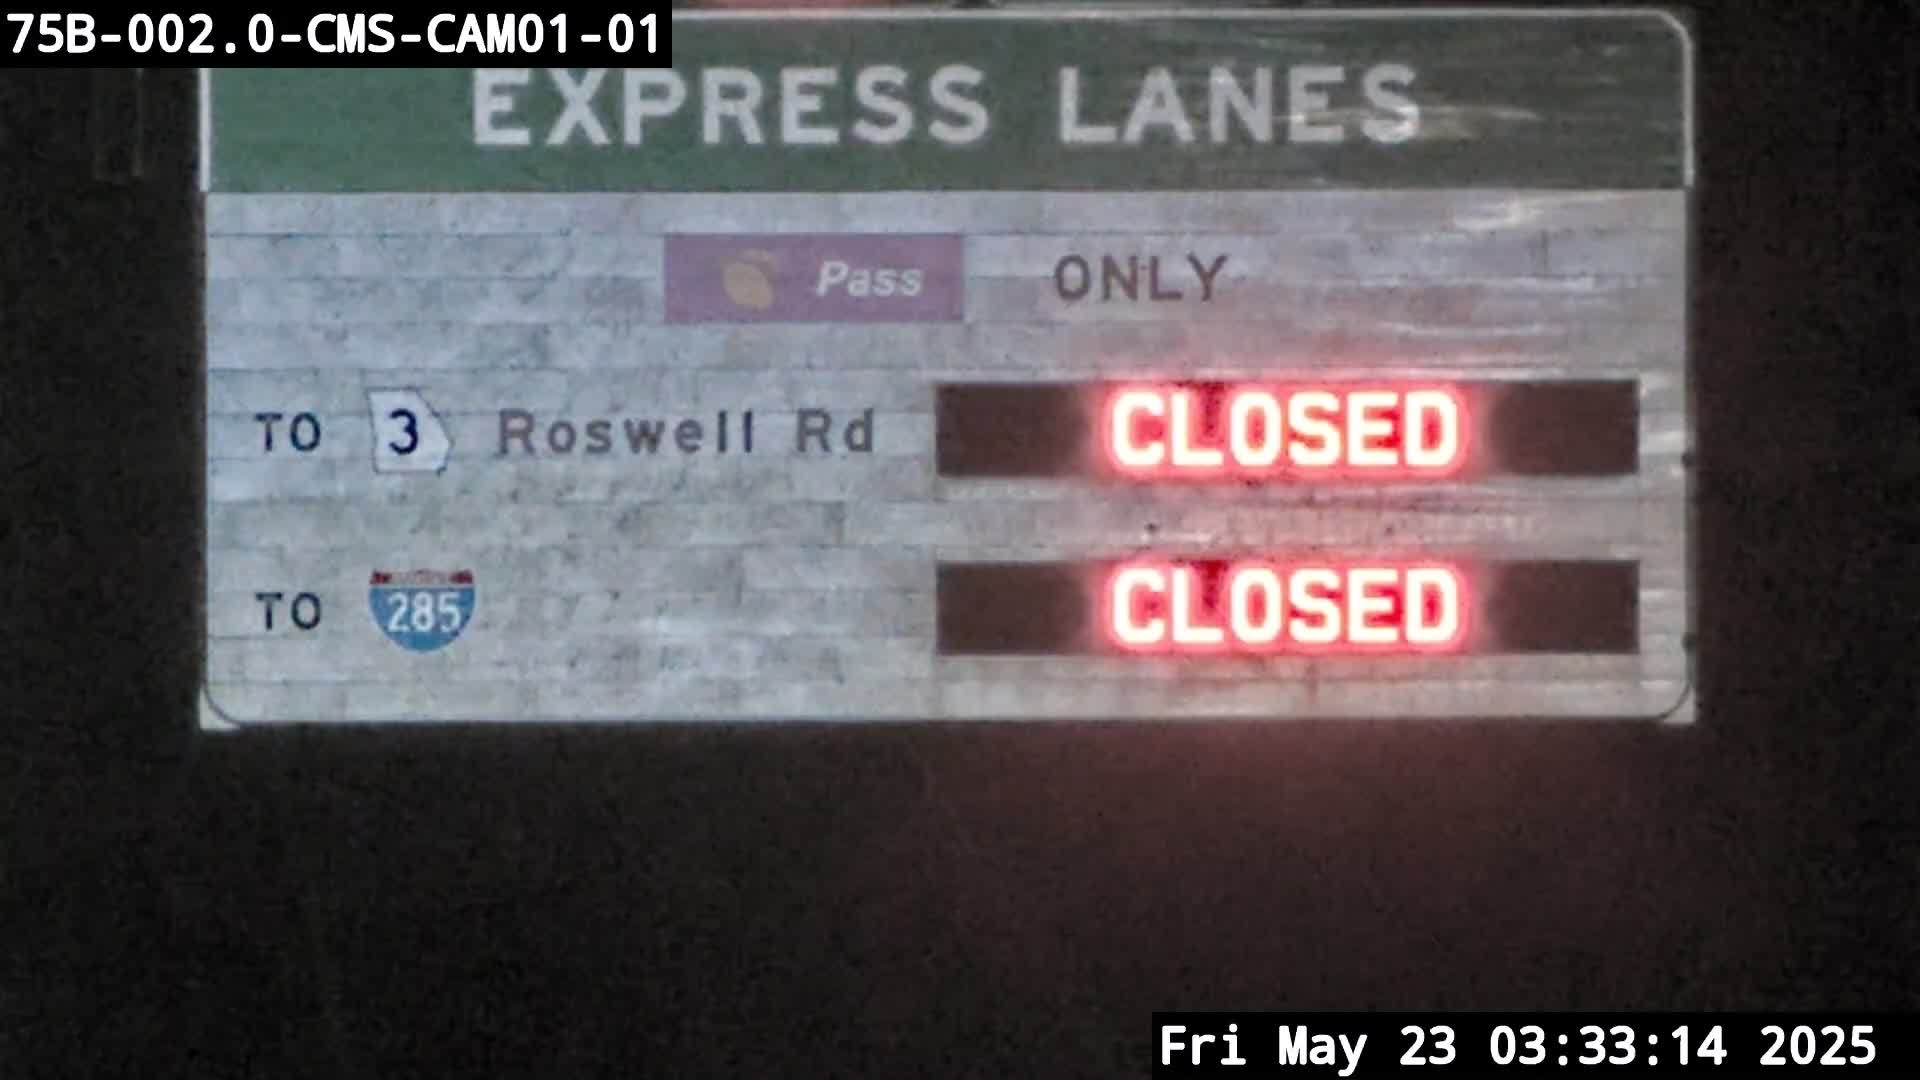 75B-002.0-CMS-CAM01-01
EXPRESS LANES
Pass ONLY
TO 3 Roswell Rd CLOSED
TO 285 CLOSED
Fri May 23 03:33:14 2025